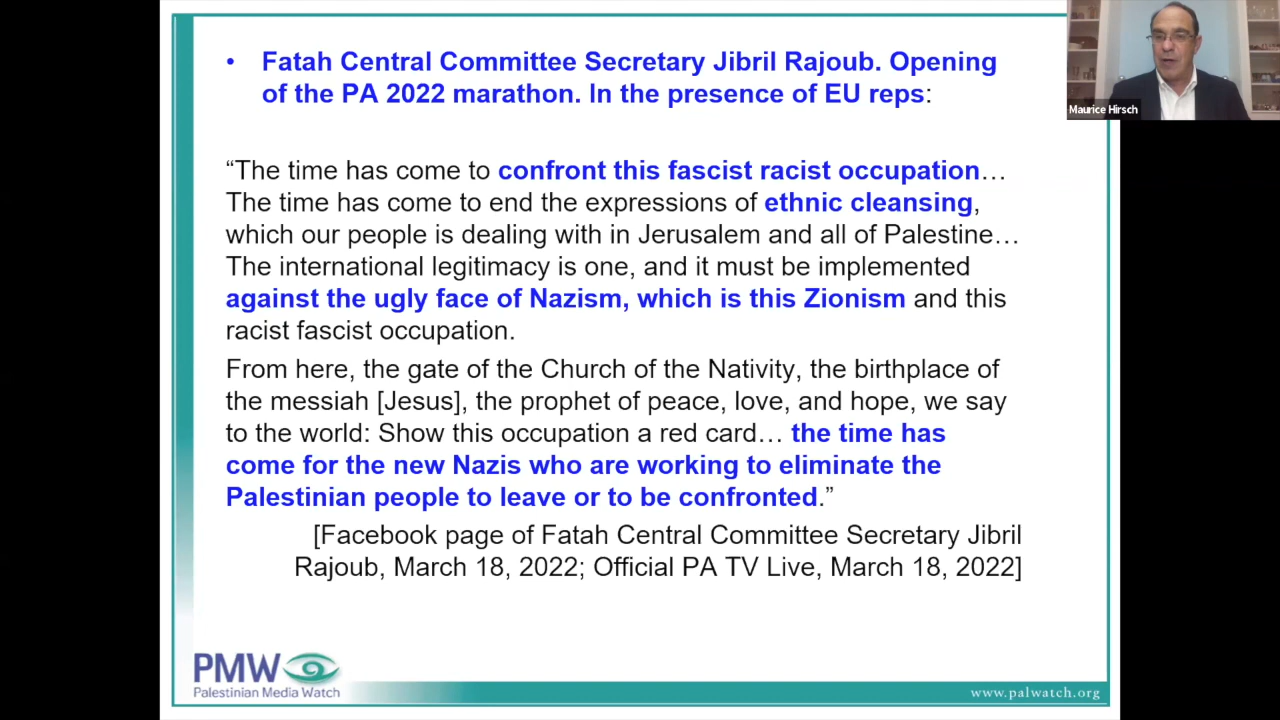 • Fatah Central Committee Secretary Jibril Rajoub. Opening
of the PA 2022 marathon. In the presence of EU reps:
Maurice Hirsch
“The time has come to confront this fascist racist occupation…
The time has come to end the expressions of ethnic cleansing,
which our people is dealing with in Jerusalem and all of Palestine…
The international legitimacy is one, and it must be implemented
against the ugly face of Nazism, which is this Zionism and this
racist fascist occupation.
From here, the gate of the Church of the Nativity, the birthplace of
the messiah [Jesus], the prophet of peace, love, and hope, we say
to the world: Show this occupation a red card… the time has
come for the new Nazis who are working to eliminate the
Palestinian people to leave or to be confronted.”
[Facebook page of Fatah Central Committee Secretary Jibril
Rajoub, March 18, 2022; Official PA TV Live, March 18, 2022]
PMW
Palestinian Media Watch
www.palwatch.org